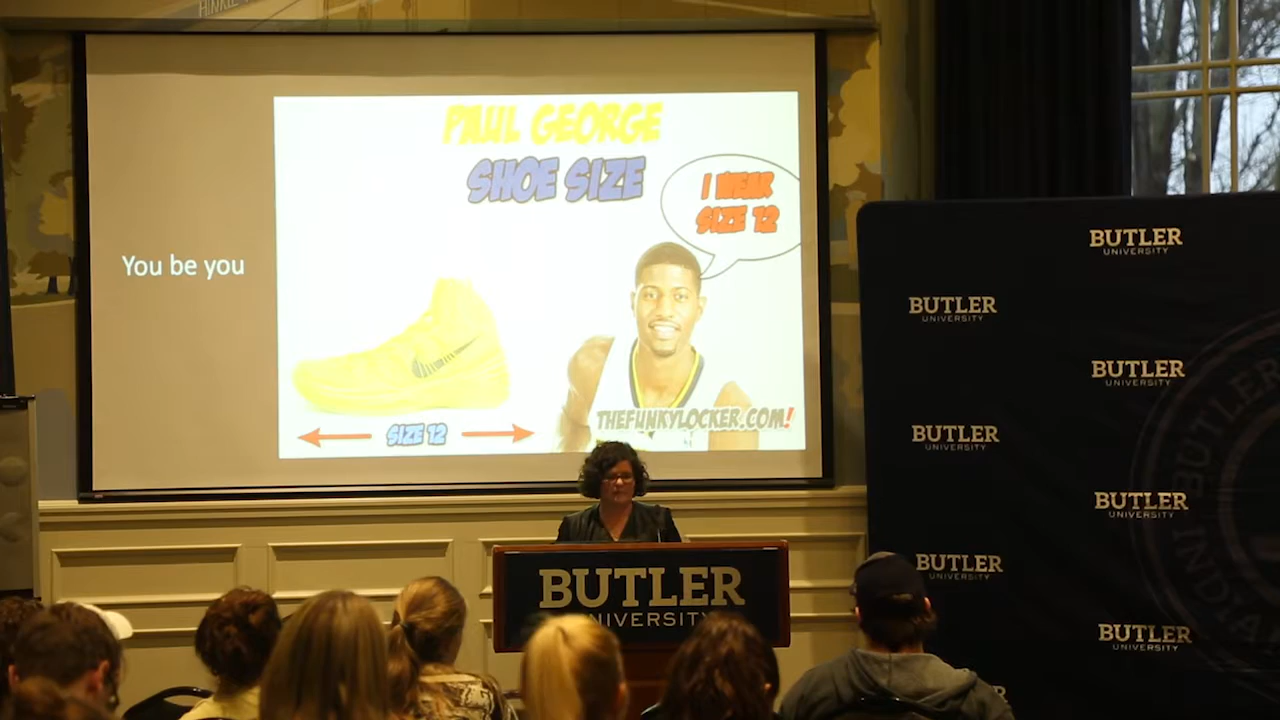 HINKLE
You be you
PAUL GEORGE
SHOE SIZE
I WEAR
SIZE 12
SIZE 12
THEFUNKYLOCKER.COM!
BUTLER
UNIVERSITY
BUTLER
UNIVERSITY
BUTLER
UNIVERSITY
BUTLER
UNIVERSITY
BUTLER
UNIVERSITY
BUTLER
UNIVERSITY
BUTLER
UNIVERSITY
BUTLER
UNIVERSITY
BUTLER